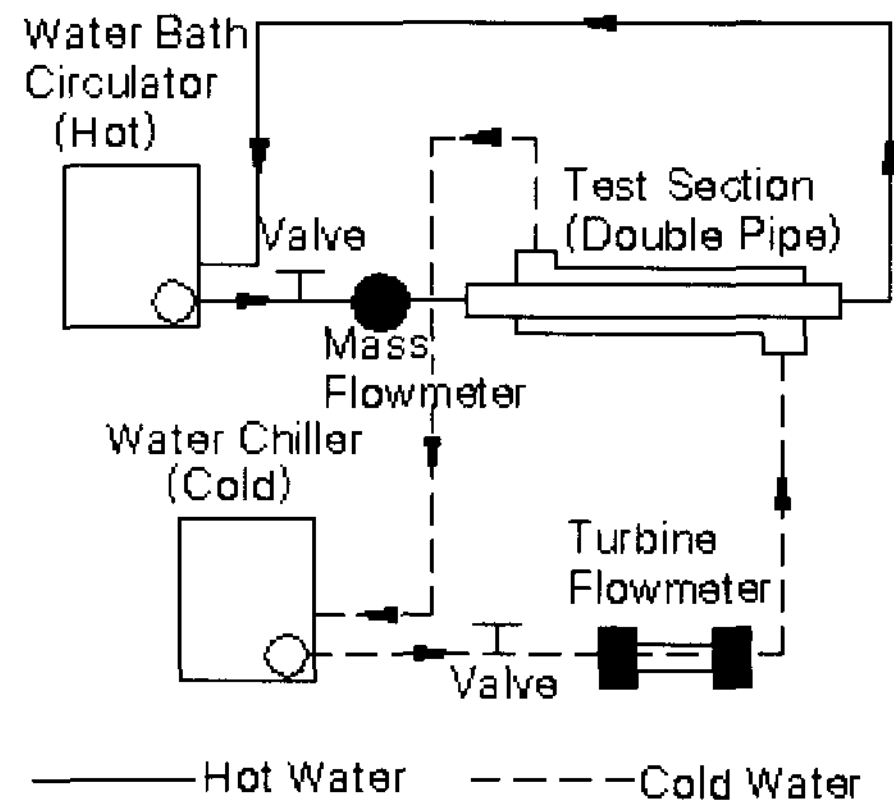 Water Bath
Circulator
(Hot)
Valve
Test Section
(Double Pipe)
Mass
Flowmeter
Water Chiller
(Cold)
Turbine
Flowmeter
Valve
Hot Water
Cold Water